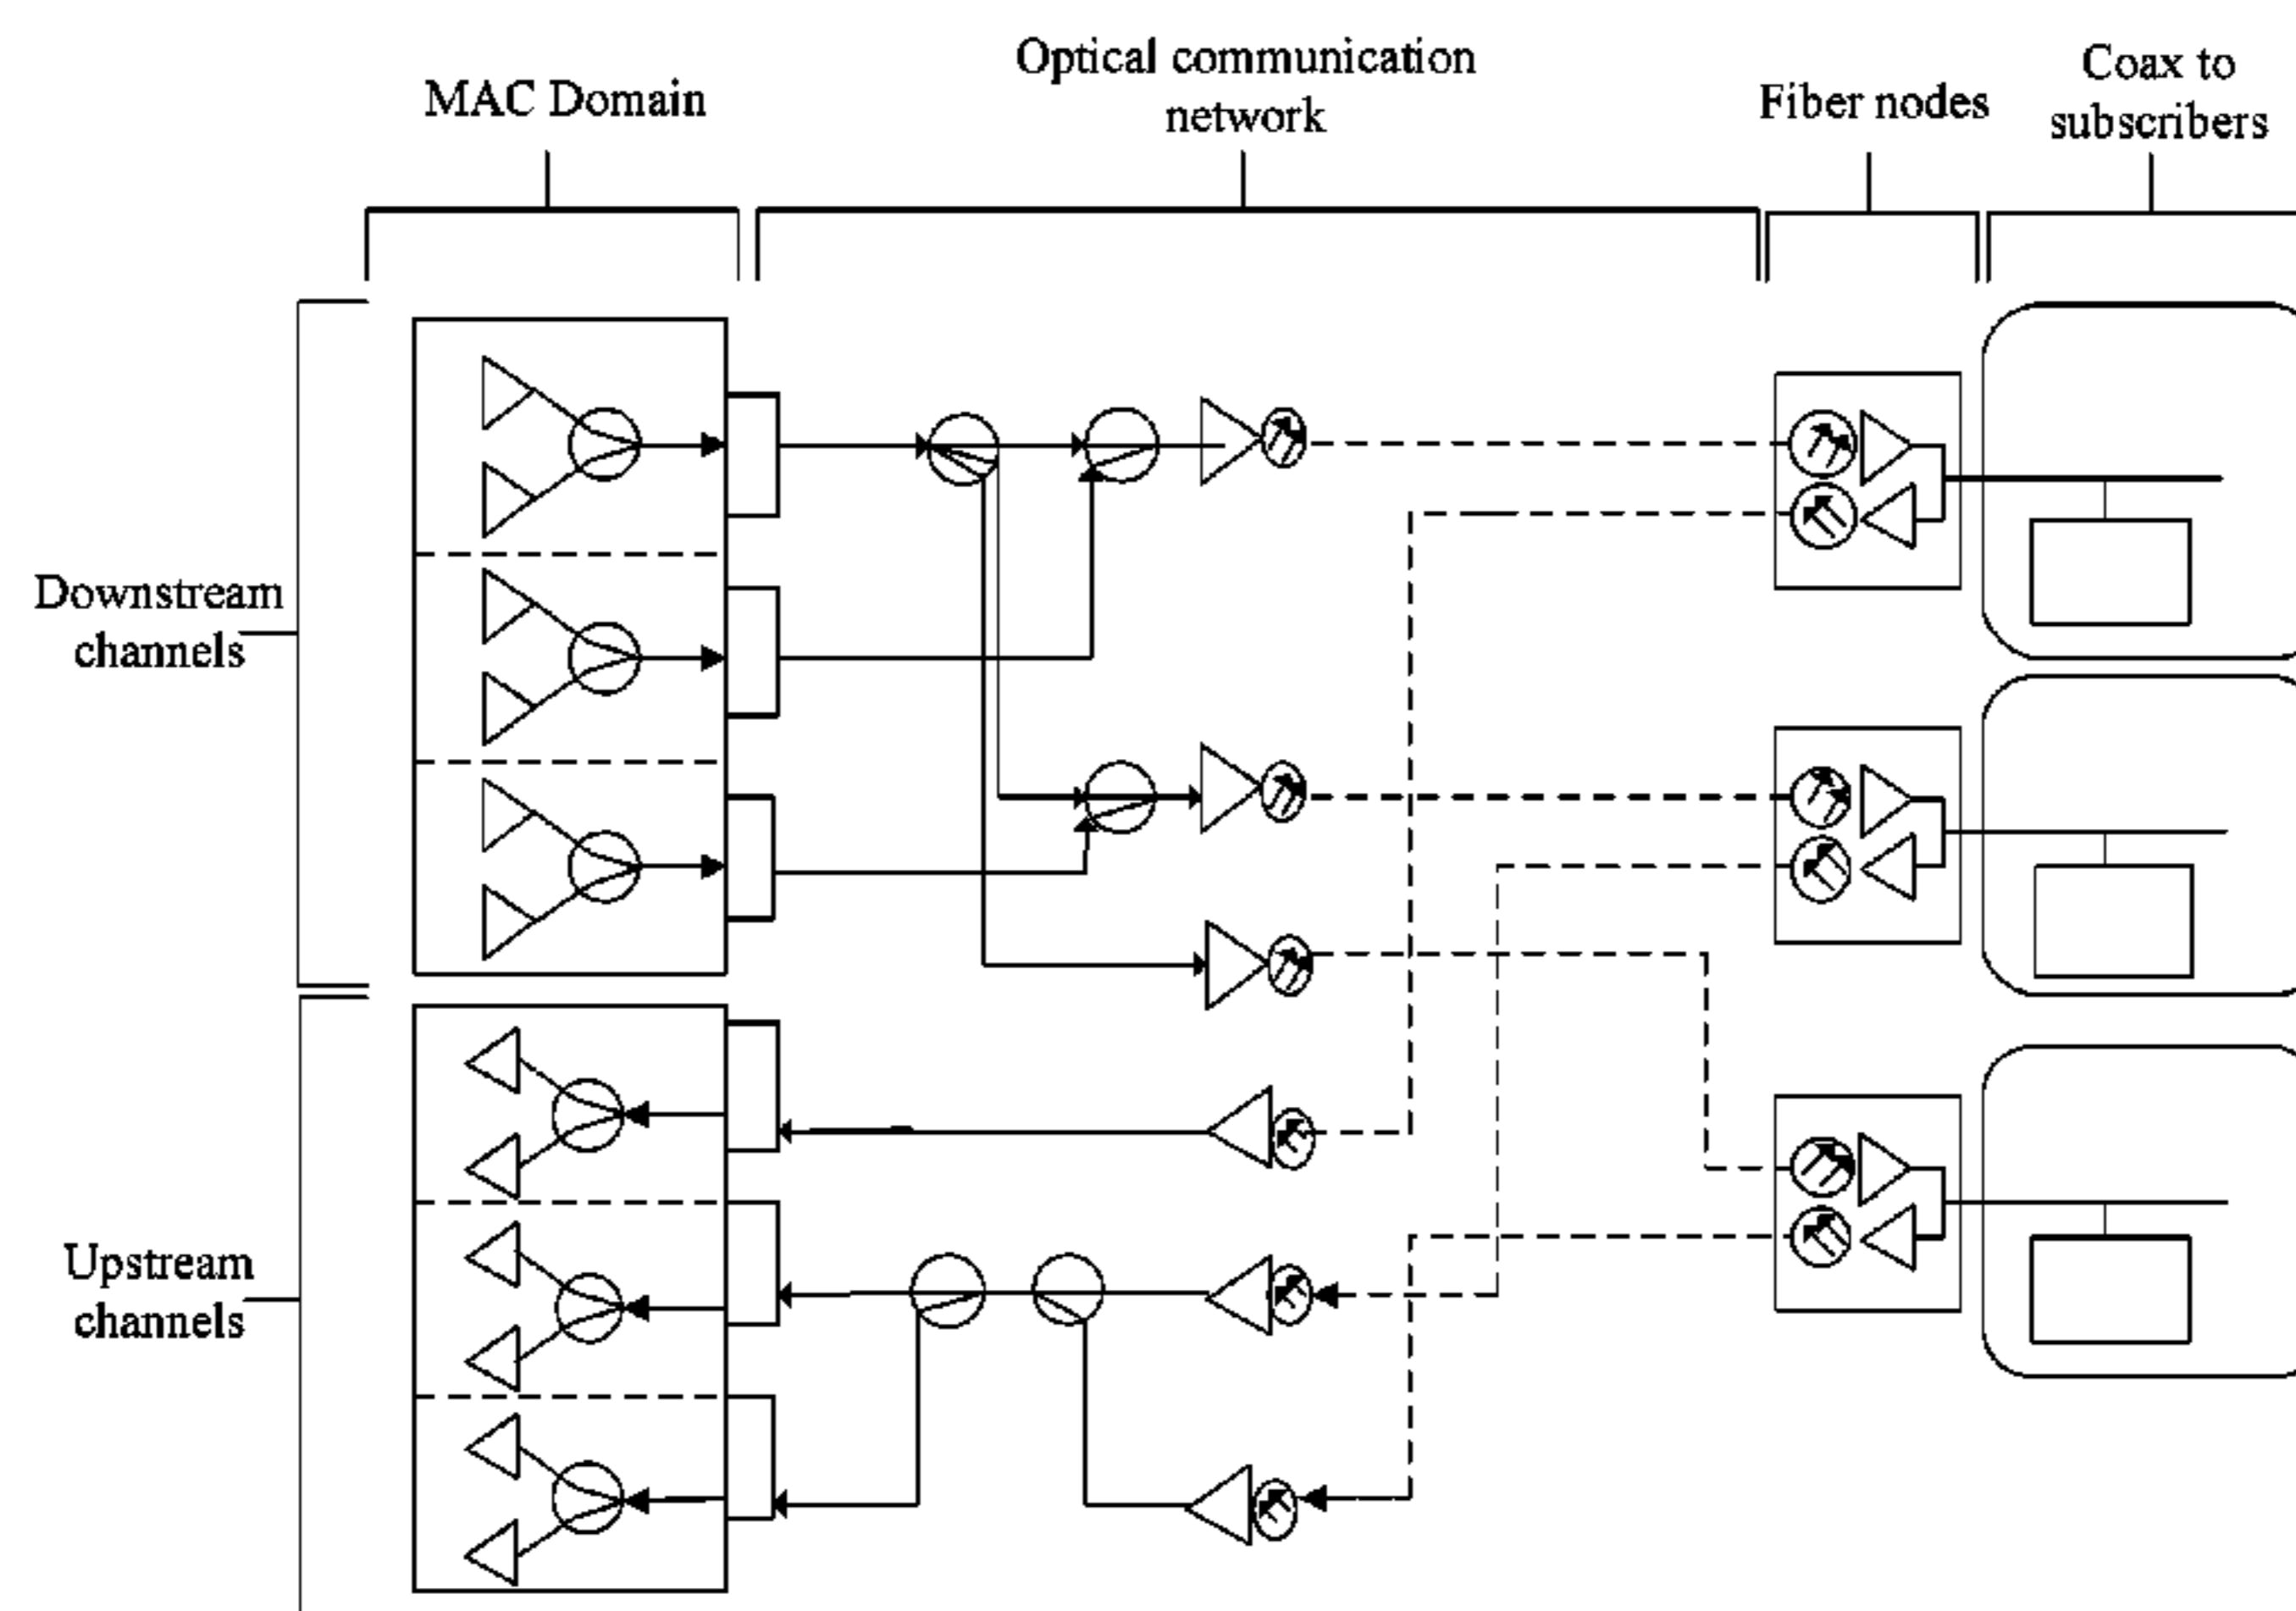 MAC Domain
Optical communication
network
Fiber nodes
Coax to
subscribers
Downstream
channels
Upstream
channels